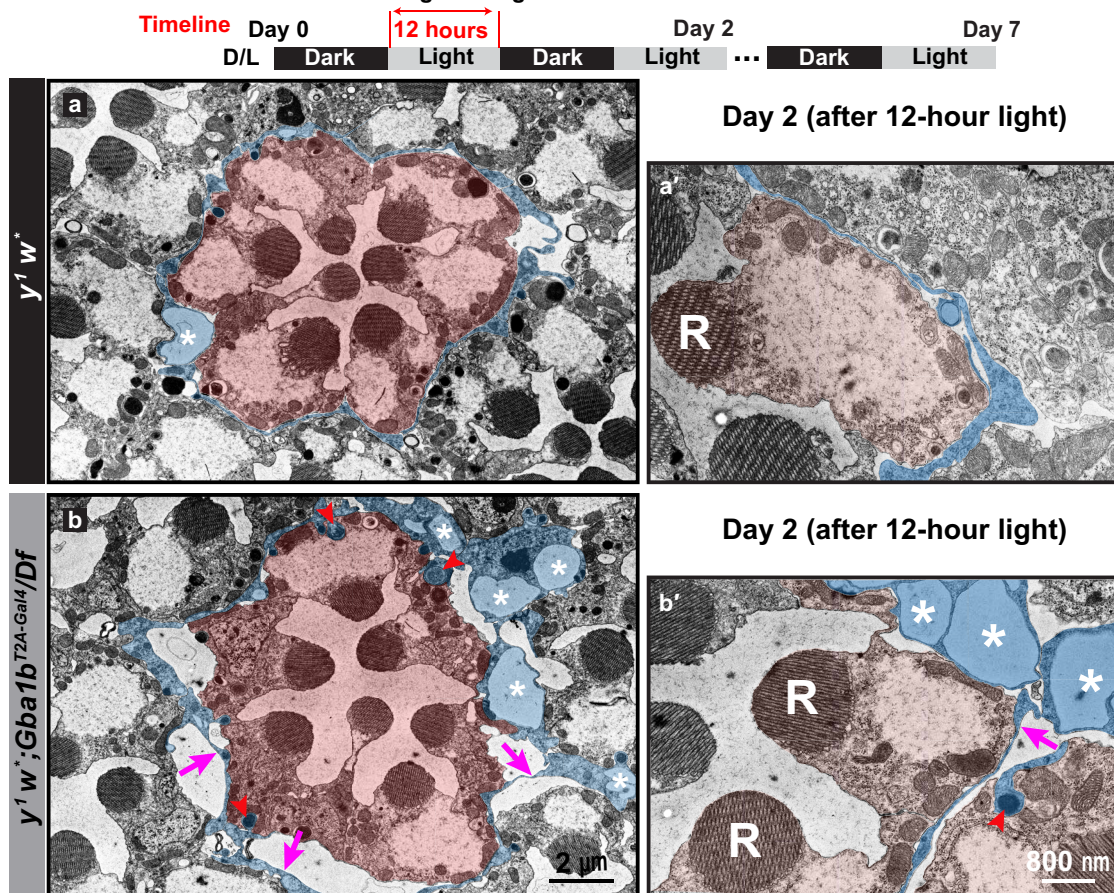 Timeline Day 0 12 hours Day 2 Day 7
D/L Dark Light Dark Light ... Dark Light
a
Day 2 (after 12-hour light)
a′
y¹ w*
*
R
b
Day 2 (after 12-hour light)
b′
y¹ w*;Gba1b^T2A-Gal4/Df
* * * * *
* * *
R
R
2 μm
800 nm